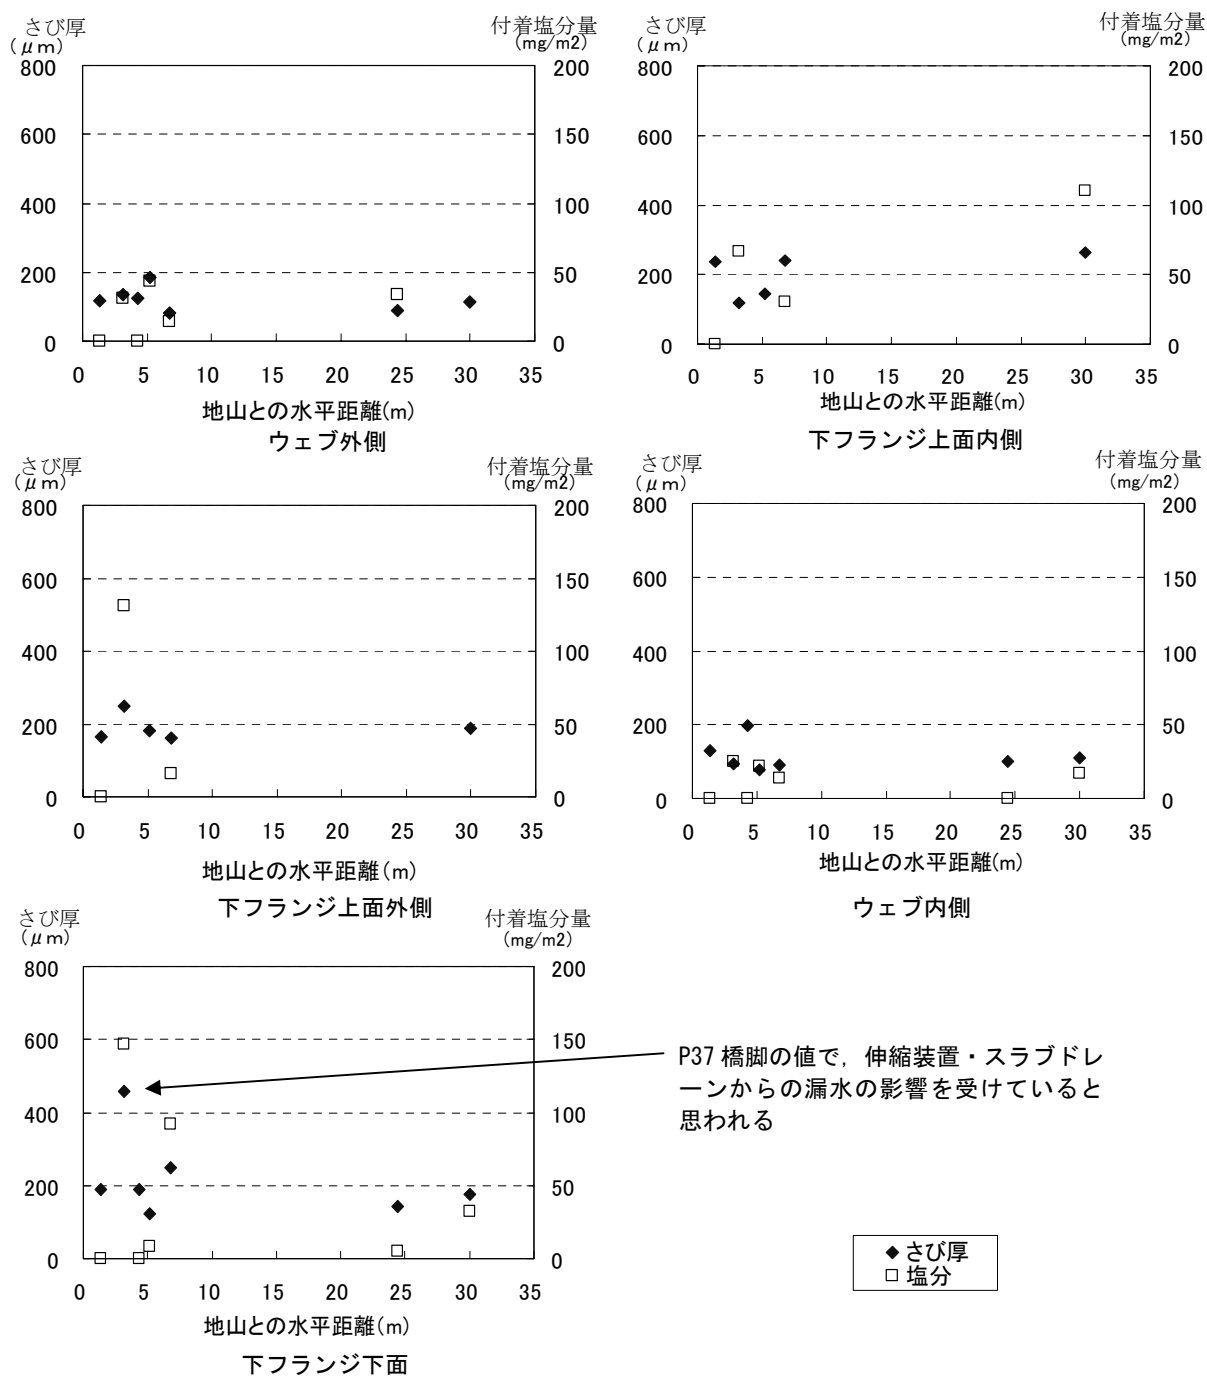 さび厚
(μm)
付着塩分量
(mg/m2)
800
600
400
200
0
200
150
100
50
0
0 5 10 15 20 25 30 35
地山との水平距離(m)
ウェブ外側
さび厚
(μm)
付着塩分量
(mg/m2)
800
600
400
200
0
200
150
100
50
0
0 5 10 15 20 25 30 35
地山との水平距離(m)
下フランジ上面内側
さび厚
(μm)
付着塩分量
(mg/m2)
800
600
400
200
0
200
150
100
50
0
0 5 10 15 20 25 30 35
地山との水平距離(m)
下フランジ上面外側
さび厚
(μm)
付着塩分量
(mg/m2)
800
600
400
200
0
200
150
100
50
0
0 5 10 15 20 25 30 35
地山との水平距離(m)
ウェブ内側
さび厚
(μm)
付着塩分量
(mg/m2)
800
600
400
200
0
200
150
100
50
0
0 5 10 15 20 25 30 35
地山との水平距離(m)
下フランジ下面
P37 橋脚の値で，伸縮装置・スラブドレ
ーンからの漏水の影響を受けていると
思われる
◆さび厚
□塩分